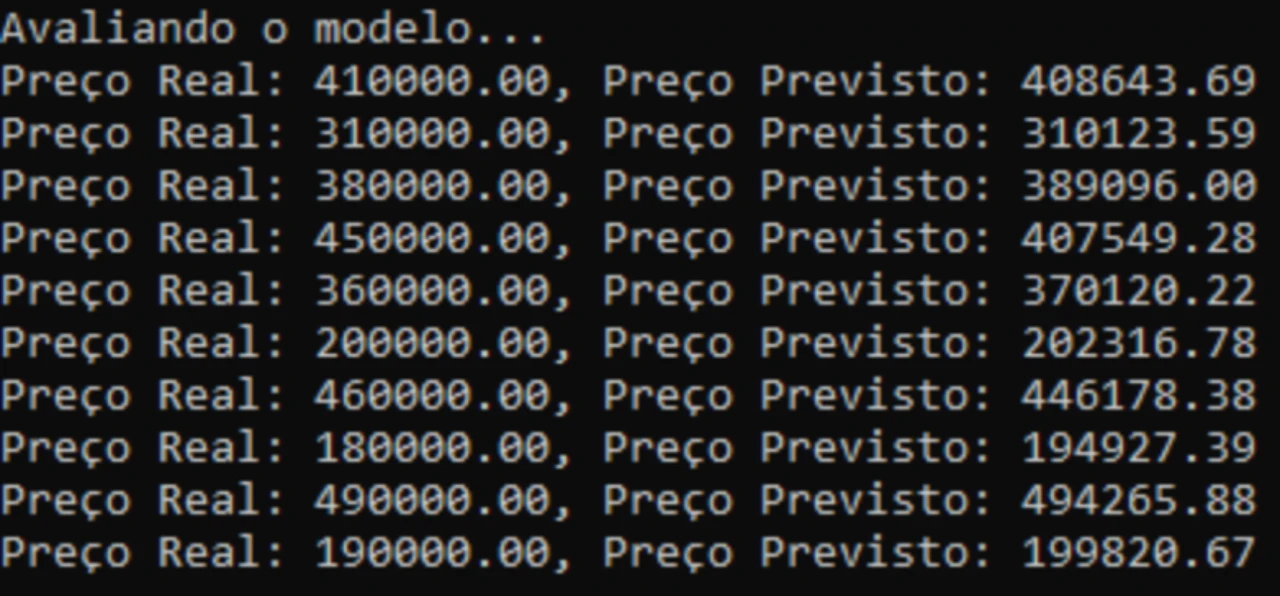 Avaliando o modelo...
Preço Real: 410000.00, Preço Previsto: 408643.69
Preço Real: 310000.00, Preço Previsto: 310123.59
Preço Real: 380000.00, Preço Previsto: 389096.00
Preço Real: 450000.00, Preço Previsto: 407549.28
Preço Real: 360000.00, Preço Previsto: 370120.22
Preço Real: 200000.00, Preço Previsto: 202316.78
Preço Real: 460000.00, Preço Previsto: 446178.38
Preço Real: 180000.00, Preço Previsto: 194927.39
Preço Real: 490000.00, Preço Previsto: 494265.88
Preço Real: 190000.00, Preço Previsto: 199820.67